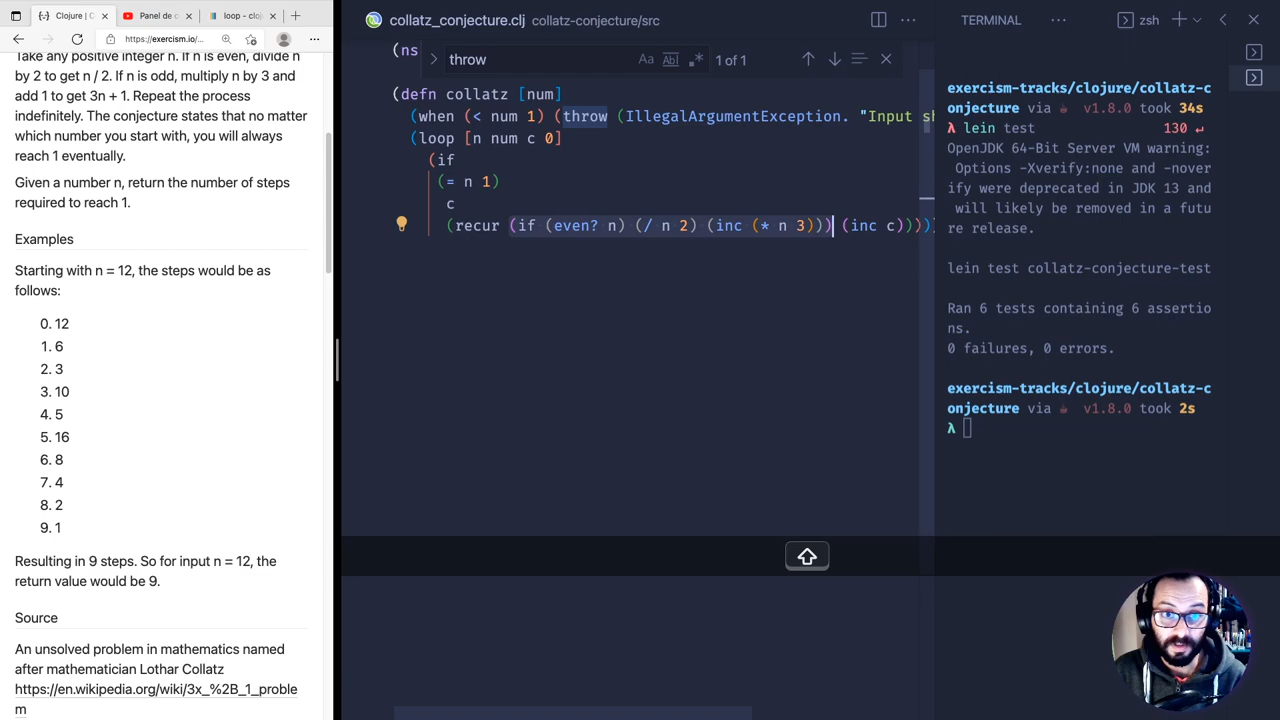 Clojure | C
Panel de c
loop – cloj
https://exercism.io/...
Take any positive integer n. If n is even, divide n
by 2 to get n / 2. If n is odd, multiply n by 3 and
add 1 to get 3n + 1. Repeat the process
indefinitely. The conjecture states that no matter
which number you start with, you will always
reach 1 eventually.
Given a number n, return the number of steps
required to reach 1.
Examples
Starting with n = 12, the steps would be as
follows:
0. 12
1. 6
2. 3
3. 10
4. 5
5. 16
6. 8
7. 4
8. 2
9. 1
Resulting in 9 steps. So for input n = 12, the
return value would be 9.
Source
An unsolved problem in mathematics named
after mathematician Lothar Collatz
https://en.wikipedia.org/wiki/3x_%2B_1_proble
m
collatz_conjecture.clj collatz-conjecture/src
(ns
throw
Aa Abl .*
1 of 1
(defn collatz [num]
(when (< num 1) (throw (IllegalArgumentException. "Input sh
(loop [n num c 0]
(if
(= n 1)
c
(recur (if (even? n) (/ n 2) (inc (* n 3))) (inc c))))
TERMINAL
zsh
exercism-tracks/clojure/collatz-c
onjecture via v1.8.0 took 34s
λ lein test 130 ↵
OpenJDK 64-Bit Server VM warning:
Options -Xverify:none and -nover
ify were deprecated in JDK 13 and
will likely be removed in a futu
re release.
lein test collatz-conjecture-test
Ran 6 tests containing 6 assertio
ns.
0 failures, 0 errors.
exercism-tracks/clojure/collatz-c
onjecture via v1.8.0 took 2s
λ